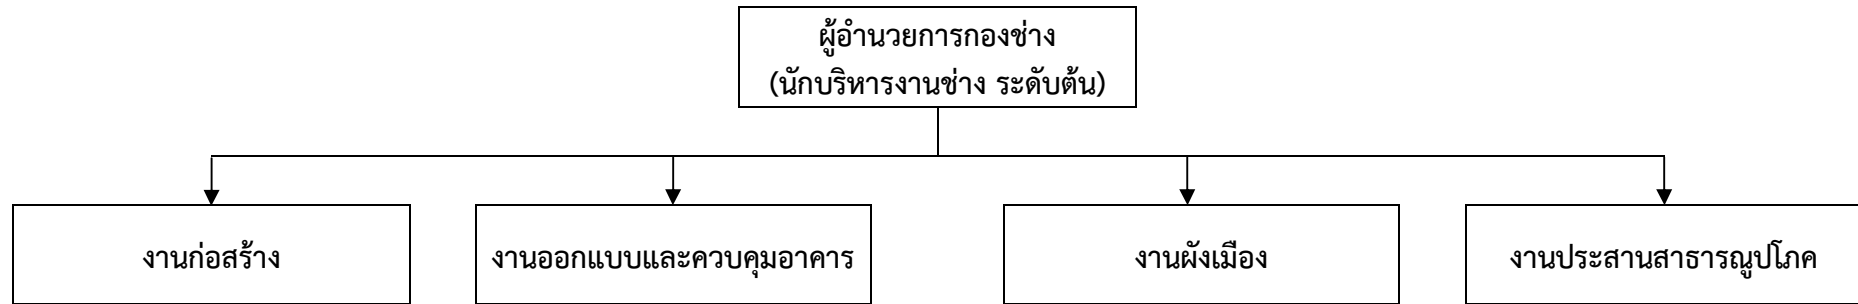 ผู้อำนวยการกองช่าง
(นักบริหารงานช่าง ระดับต้น)
งานก่อสร้าง
งานออกแบบและควบคุมอาคาร
งานผังเมือง
งานประสานสาธารณูปโภค